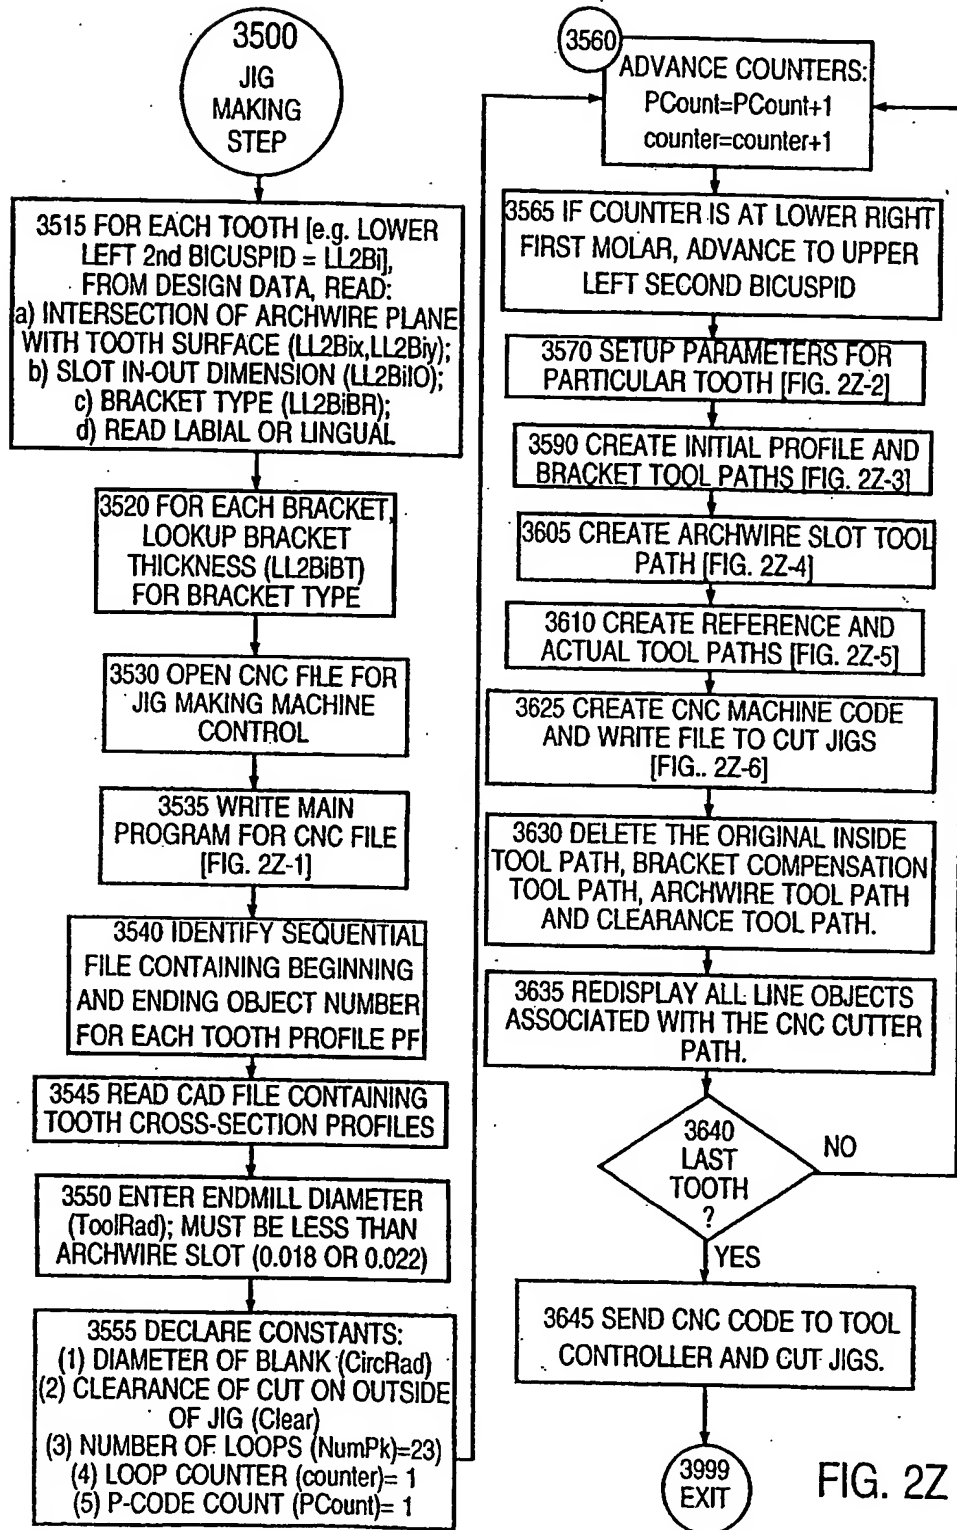 3500
JIG
MAKING
STEP
3515 FOR EACH TOOTH [e.g. LOWER
LEFT 2nd BICUSPID = LL2Bi],
FROM DESIGN DATA, READ:
a) INTERSECTION OF ARCHWIRE PLANE
WITH TOOTH SURFACE (LL2Bix,LL2Biy);
b) SLOT IN-OUT DIMENSION (LL2BiIO);
c) BRACKET TYPE (LL2BiBR);
d) READ LABIAL OR LINGUAL
3520 FOR EACH BRACKET,
LOOKUP BRACKET
THICKNESS (LL2BiBT)
FOR BRACKET TYPE
3530 OPEN CNC FILE FOR
JIG MAKING MACHINE
CONTROL
3535 WRITE MAIN
PROGRAM FOR CNC FILE
[FIG. 2Z-1]
3540 IDENTIFY SEQUENTIAL
FILE CONTAINING BEGINNING
AND ENDING OBJECT NUMBER
FOR EACH TOOTH PROFILE PF
3545 READ CAD FILE CONTAINING
TOOTH CROSS-SECTION PROFILES
3550 ENTER ENDMILL DIAMETER
(ToolRad); MUST BE LESS THAN
ARCHWIRE SLOT (0.018 OR 0.022)
3555 DECLARE CONSTANTS:
(1) DIAMETER OF BLANK (CircRad)
(2) CLEARANCE OF CUT ON OUTSIDE
OF JIG (Clear)
(3) NUMBER OF LOOPS (NumPk)=23)
(4) LOOP COUNTER (counter)= 1
(5) P-CODE COUNT (PCount)= 1
3560
ADVANCE COUNTERS:
PCount=PCount+1
counter=counter+1
3565 IF COUNTER IS AT LOWER RIGHT
FIRST MOLAR, ADVANCE TO UPPER
LEFT SECOND BICUSPID
3570 SETUP PARAMETERS FOR
PARTICULAR TOOTH [FIG. 2Z-2]
3590 CREATE INITIAL PROFILE AND
BRACKET TOOL PATHS [FIG. 2Z-3]
3605 CREATE ARCHWIRE SLOT TOOL
PATH [FIG. 2Z-4]
3610 CREATE REFERENCE AND
ACTUAL TOOL PATHS [FIG. 2Z-5]
3625 CREATE CNC MACHINE CODE
AND WRITE FILE TO CUT JIGS
[FIG.. 2Z-6]
3630 DELETE THE ORIGINAL INSIDE
TOOL PATH, BRACKET COMPENSATION
TOOL PATH, ARCHWIRE TOOL PATH
AND CLEARANCE TOOL PATH.
3635 REDISPLAY ALL LINE OBJECTS
ASSOCIATED WITH THE CNC CUTTER
PATH.
3640
LAST
TOOTH
?
NO
YES
3645 SEND CNC CODE TO TOOL
CONTROLLER AND CUT JIGS.
3999
EXIT
FIG. 2Z